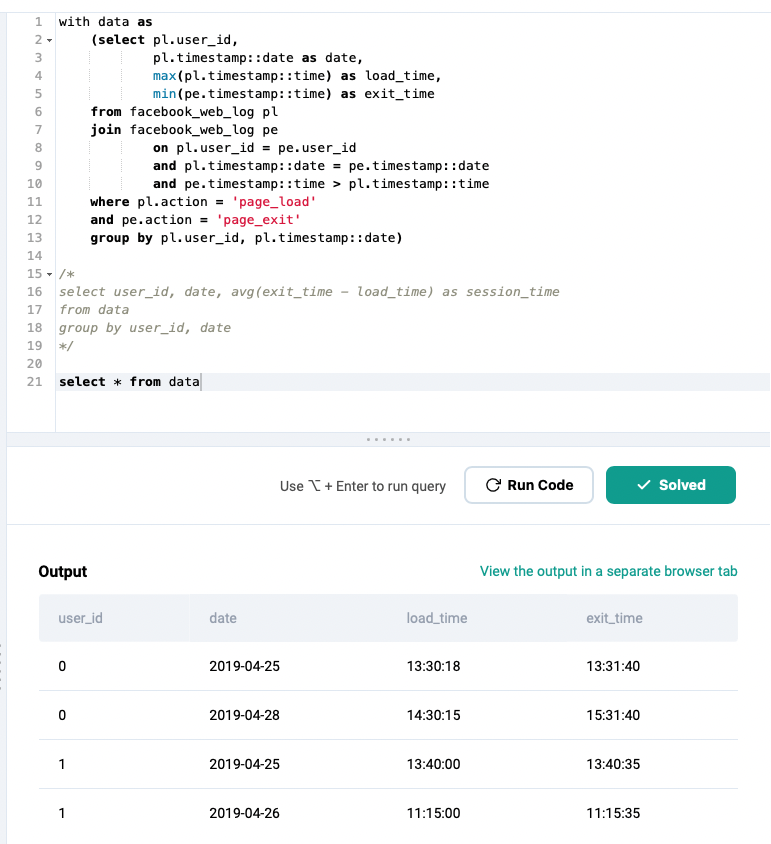 1 with data as
2 (select pl.user_id,
3 pl.timestamp::date as date,
4 max(pl.timestamp::time) as load_time,
5 min(pe.timestamp::time) as exit_time
6 from facebook_web_log pl
7 join facebook_web_log pe
8 on pl.user_id = pe.user_id
9 and pl.timestamp::date = pe.timestamp::date
10 and pe.timestamp::time > pl.timestamp::time
11 where pl.action = 'page_load'
12 and pe.action = 'page_exit'
13 group by pl.user_id, pl.timestamp::date)
14
15 /*
16 select user_id, date, avg(exit_time - load_time) as session_time
17 from data
18 group by user_id, date
19 */
20
21 select * from data
Use ⌥ + Enter to run query Run Code Solved
Output View the output in a separate browser tab
user_id date load_time exit_time
0 2019-04-25 13:30:18 13:31:40
0 2019-04-28 14:30:15 15:31:40
1 2019-04-25 13:40:00 13:40:35
1 2019-04-26 11:15:00 11:15:35